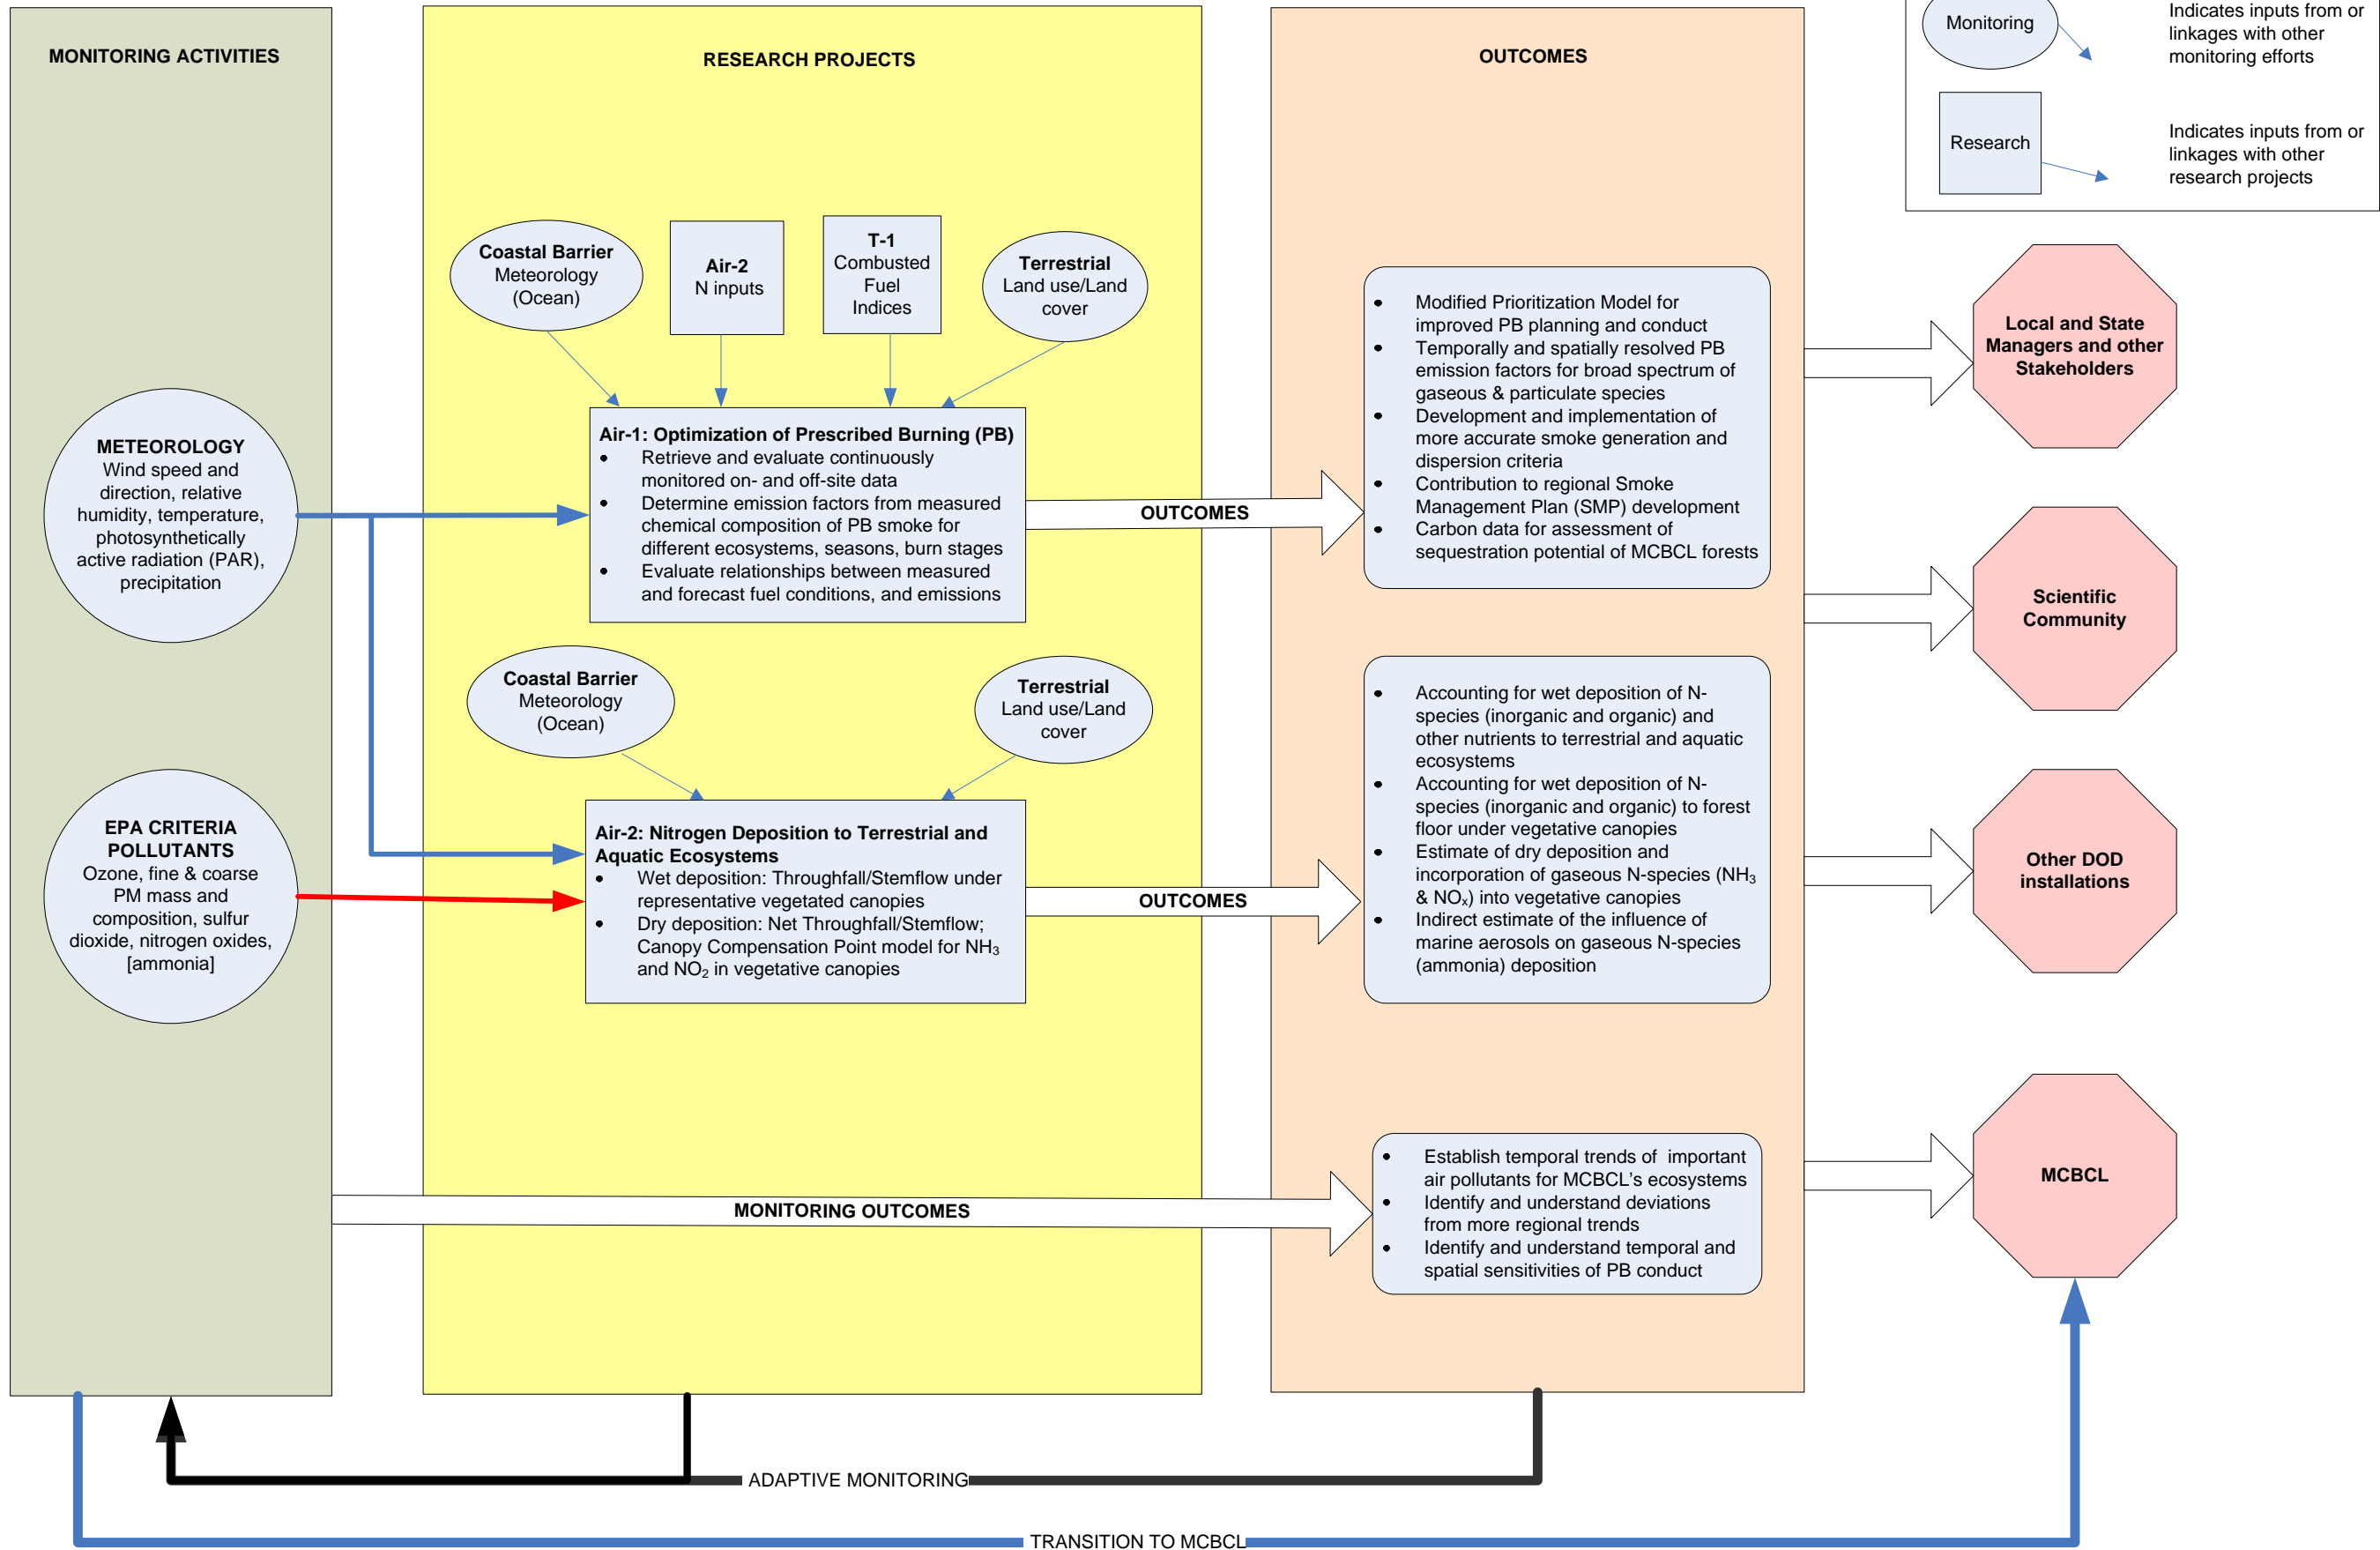 MONITORING ACTIVITIES
RESEARCH PROJECTS
OUTCOMES
Monitoring
Indicates inputs from or
linkages with other
monitoring efforts
Research
Indicates inputs from or
linkages with other
research projects
METEOROLOGY
Wind speed and
direction, relative
humidity, temperature,
photosynthetically
active radiation (PAR),
precipitation
EPA CRITERIA
POLLUTANTS
Ozone, fine & coarse
PM mass and
composition, sulfur
dioxide, nitrogen oxides,
[ammonia]
Coastal Barrier
Meteorology
(Ocean)
Air-2
N inputs
T-1
Combusted
Fuel
Indices
Terrestrial
Land use/Land
cover
Air-1: Optimization of Prescribed Burning (PB)
• Retrieve and evaluate continuously
monitored on- and off-site data
• Determine emission factors from measured
chemical composition of PB smoke for
different ecosystems, seasons, burn stages
• Evaluate relationships between measured
and forecast fuel conditions, and emissions
OUTCOMES
Coastal Barrier
Meteorology
(Ocean)
Terrestrial
Land use/Land
cover
Air-2: Nitrogen Deposition to Terrestrial and
Aquatic Ecosystems
• Wet deposition: Throughfall/Stemflow under
representative vegetated canopies
• Dry deposition: Net Throughfall/Stemflow;
Canopy Compensation Point model for NH3
and NO2 in vegetative canopies
OUTCOMES
MONITORING OUTCOMES
• Modified Prioritization Model for
improved PB planning and conduct
• Temporally and spatially resolved PB
emission factors for broad spectrum of
gaseous & particulate species
• Development and implementation of
more accurate smoke generation and
dispersion criteria
• Contribution to regional Smoke
Management Plan (SMP) development
• Carbon data for assessment of
sequestration potential of MCBCL forests
• Accounting for wet deposition of N-
species (inorganic and organic) and
other nutrients to terrestrial and aquatic
ecosystems
• Accounting for wet deposition of N-
species (inorganic and organic) to forest
floor under vegetative canopies
• Estimate of dry deposition and
incorporation of gaseous N-species (NH3
& NOx) into vegetative canopies
• Indirect estimate of the influence of
marine aerosols on gaseous N-species
(ammonia) deposition
• Establish temporal trends of important
air pollutants for MCBCL's ecosystems
• Identify and understand deviations
from more regional trends
• Identify and understand temporal and
spatial sensitivities of PB conduct
Local and State
Managers and other
Stakeholders
Scientific
Community
Other DOD
installations
MCBCL
ADAPTIVE MONITORING
TRANSITION TO MCBCL